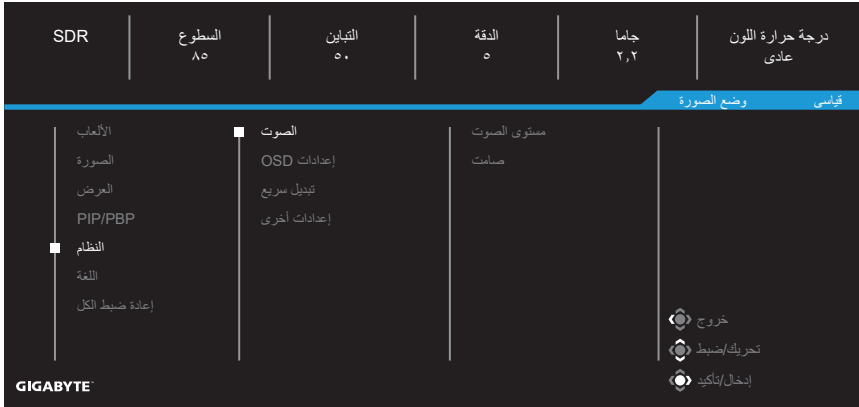 SDR
السطوع
٨٥
التباين
٥٠
الدقة
٥
جاما
٢,٢
درجة حرارة اللون
عادى
قياسى
وضع الصورة
الألعاب
الصورة
العرض
PIP/PBP
النظام
اللغة
إعادة ضبط الكل
الصوت
إعدادات OSD
تبديل سريع
إعدادات أخرى
مستوى الصوت
صامت
خروج
تحريك/ضبط
إدخال/تأكيد
GIGABYTE™